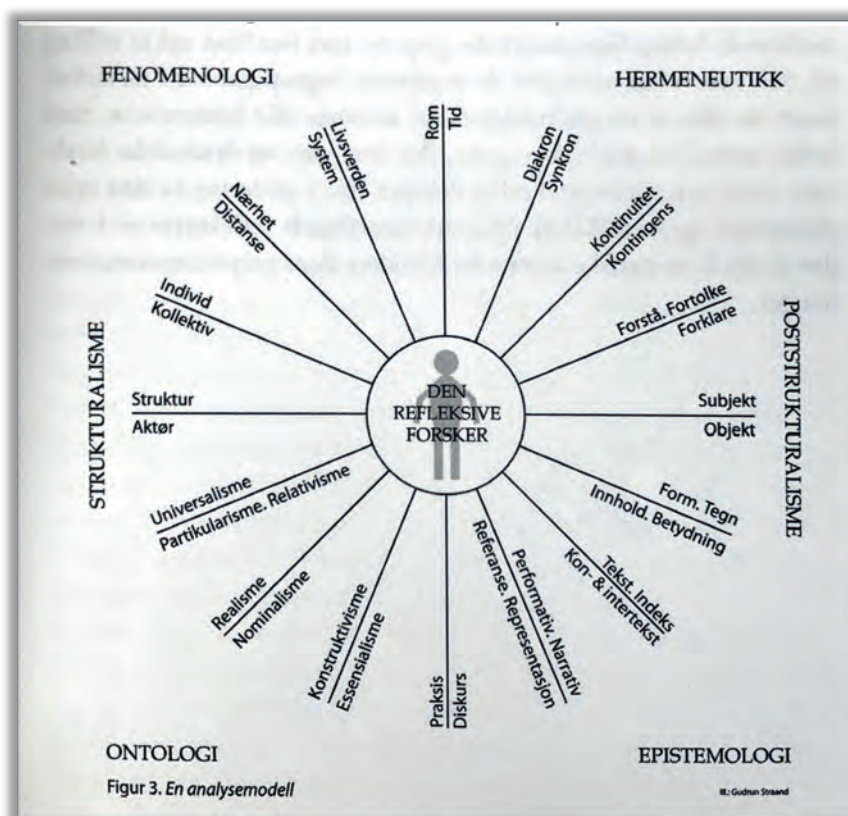 FENOMENOLOGI
HERMENEUTIKK
Rom
Tid
Diakron
Synkron
Kontinuitet
Kontingens
Forstå. Fortolke
Forklare
POSTSTRUKTURALISME
Subjekt
Objekt
Form. Tegn
Innhold. Betydning
Tekst. Indeks
Kon- & intertekst
Performativ. Narrativ
Referanse. Representasjon
Praksis
Diskurs
Konstruktivisme
Essensialisme
Realisme
Nominalisme
Universalisme
Partikularisme. Relativisme
Struktur
Aktør
STRUKTURALISME
Individ
Kollektiv
Nærhet
Distanse
Livsverden
System
DEN
REFLEKSIVE
FORSKER
ONTOLOGI
EPISTEMOLOGI
Figur 3. En analysemodell
Ill.: Gudrun Straand